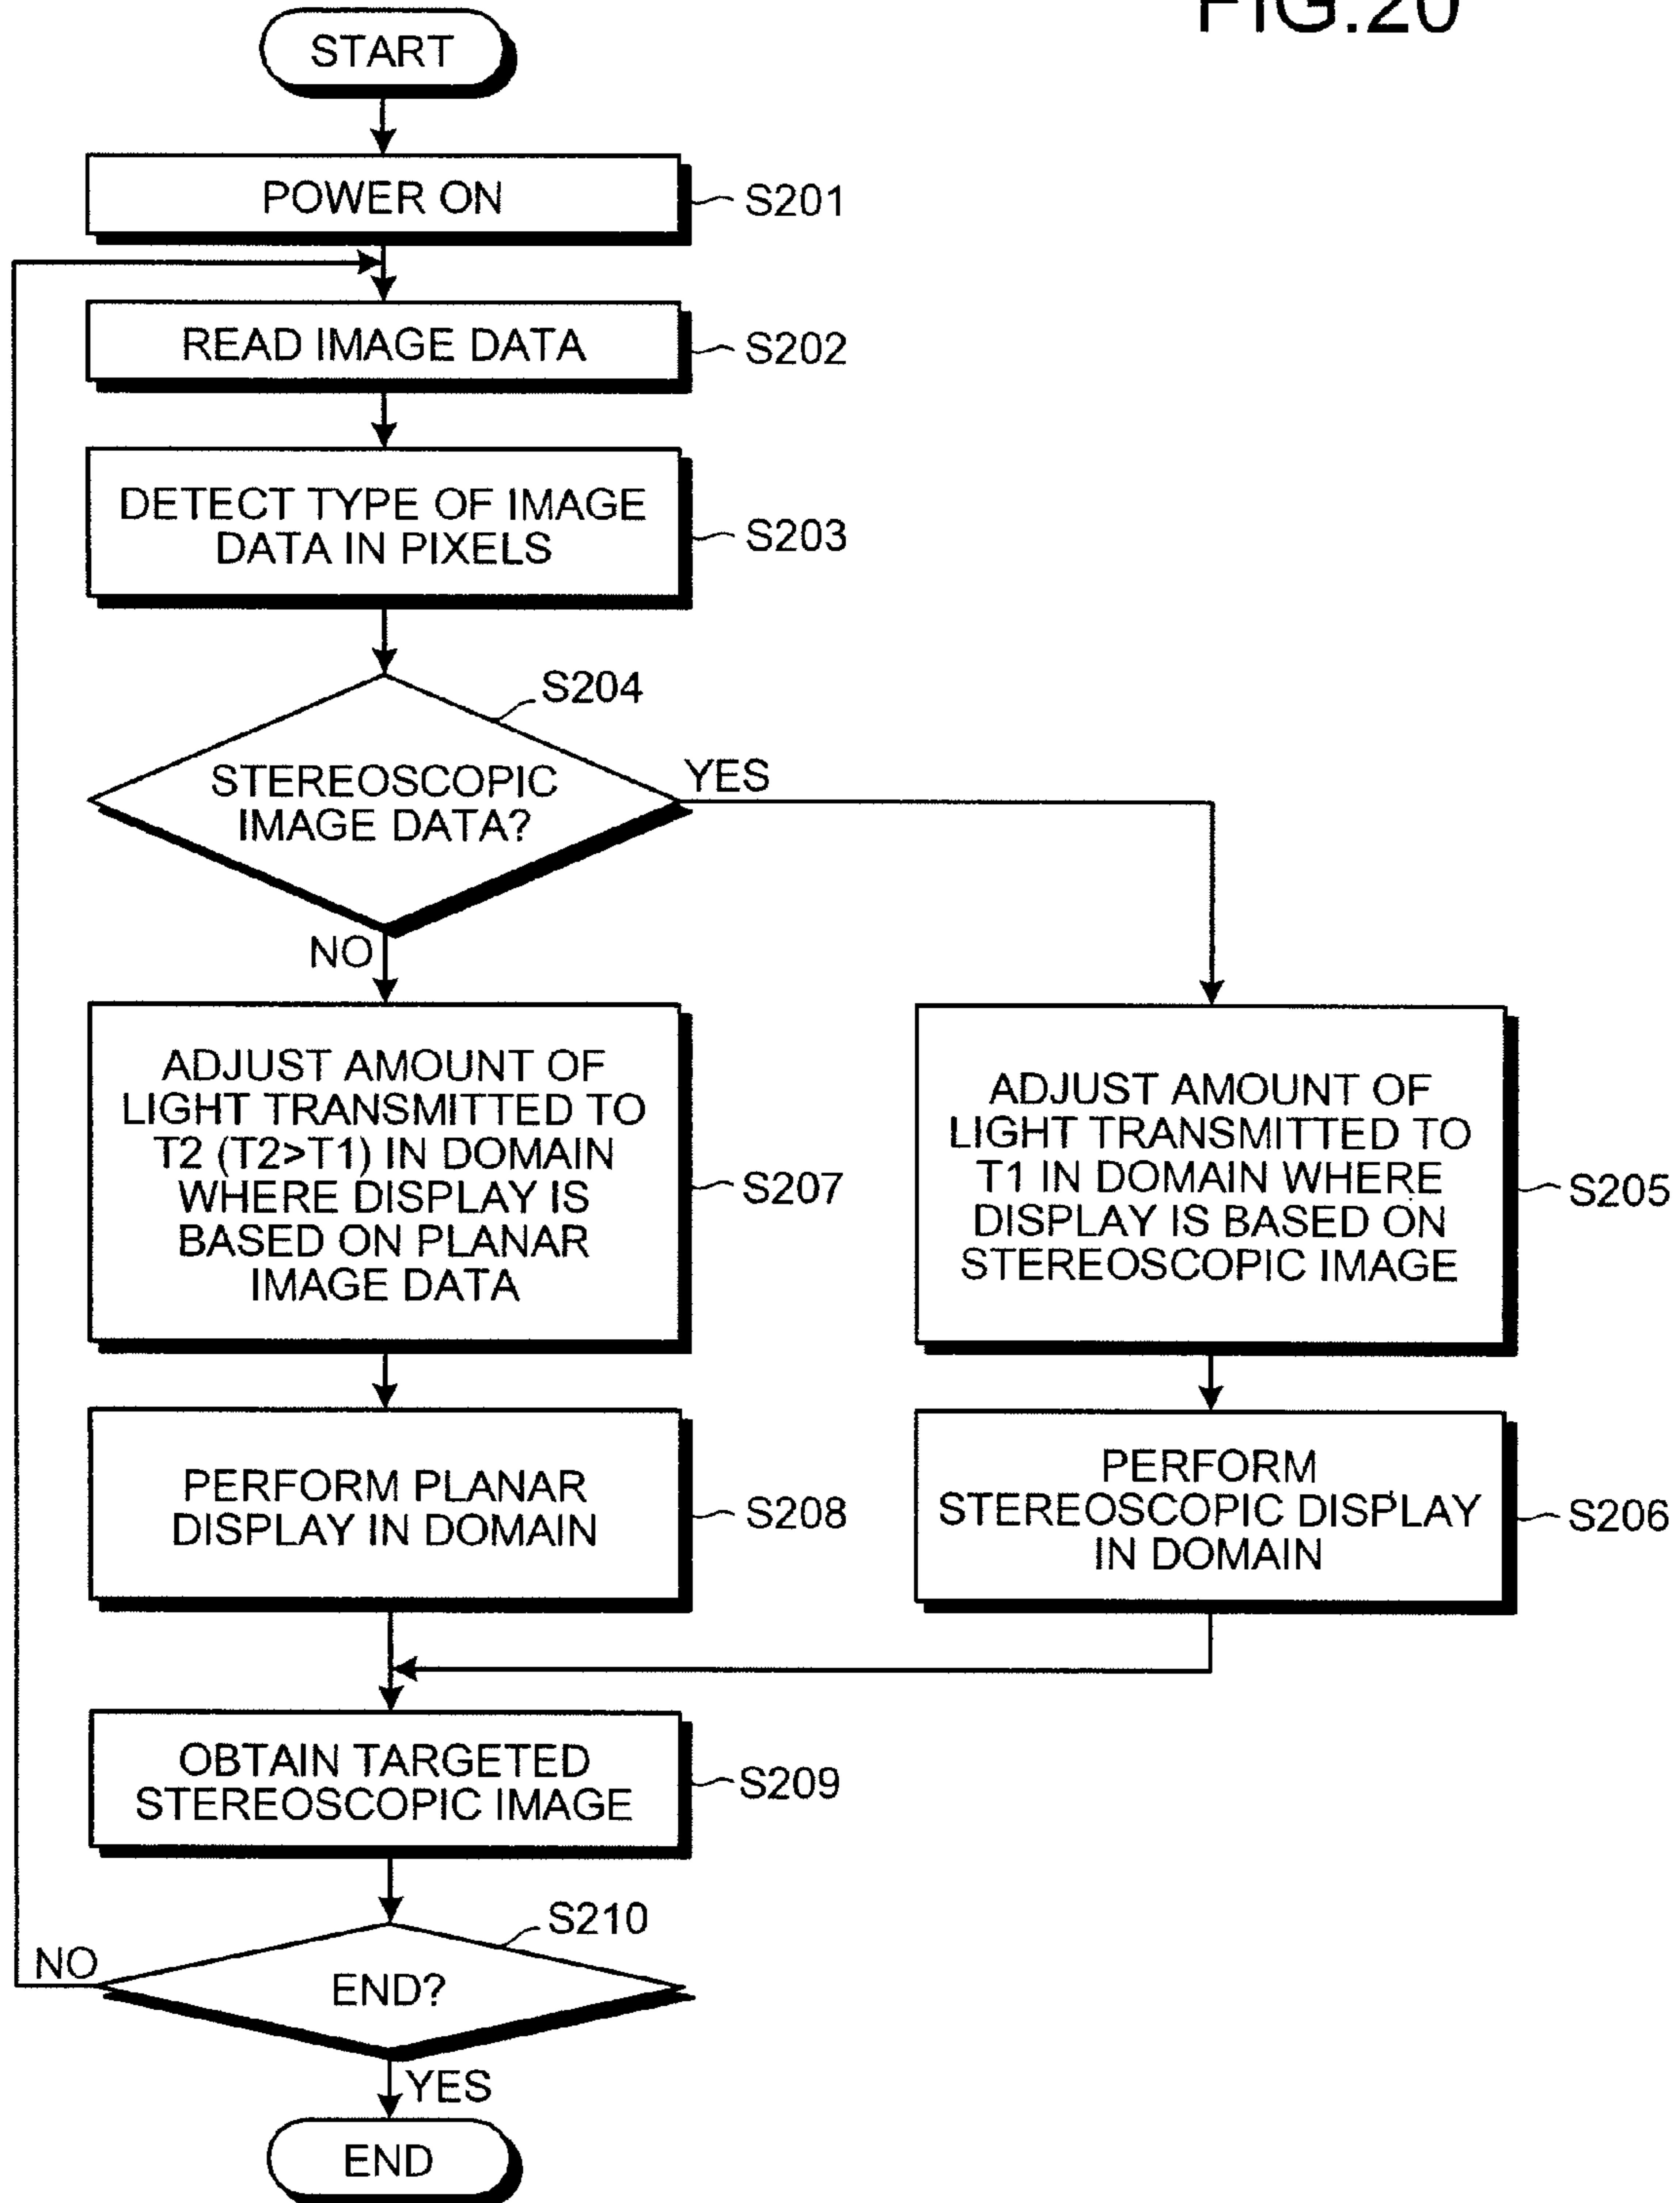 FIG.20
START
POWER ON
S201
READ IMAGE DATA
S202
DETECT TYPE OF IMAGE
DATA IN PIXELS
S203
S204
STEREOSCOPIC
IMAGE DATA?
YES
NO
ADJUST AMOUNT OF
LIGHT TRANSMITTED TO
T2 (T2>T1) IN DOMAIN
WHERE DISPLAY IS
BASED ON PLANAR
IMAGE DATA
S207
ADJUST AMOUNT OF
LIGHT TRANSMITTED TO
T1 IN DOMAIN WHERE
DISPLAY IS BASED ON
STEREOSCOPIC IMAGE
S205
PERFORM PLANAR
DISPLAY IN DOMAIN
S208
PERFORM
STEREOSCOPIC DISPLAY
IN DOMAIN
S206
OBTAIN TARGETED
STEREOSCOPIC IMAGE
S209
S210
NO
END?
YES
END